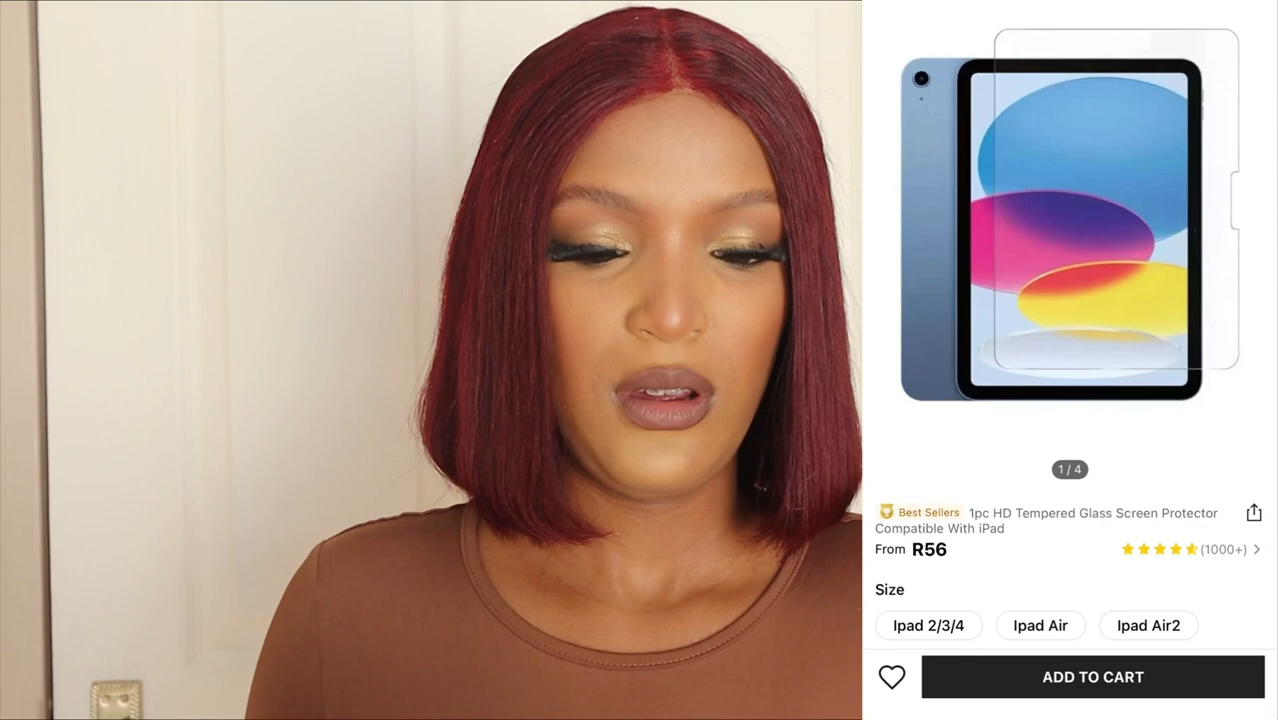 1 / 4
Best Sellers 1pc HD Tempered Glass Screen Protector
Compatible With iPad
From R56
(1000+)
Size
Ipad 2/3/4
Ipad Air
Ipad Air2
ADD TO CART